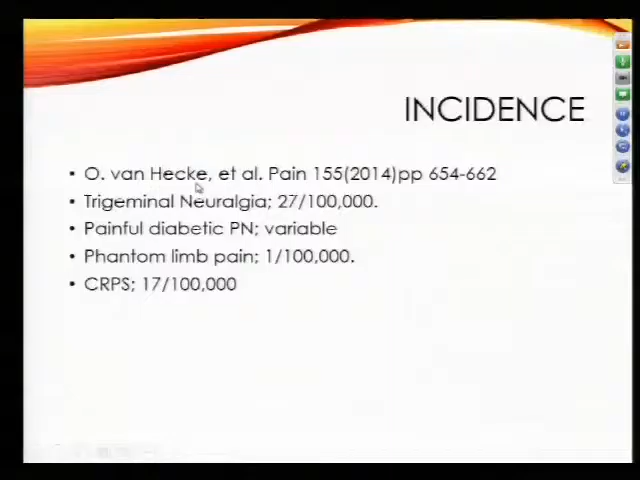 INCIDENCE
• O. van Hecke, et al. Pain 155(2014)pp 654-662
• Trigeminal Neuralgia; 27/100,000.
• Painful diabetic PN; variable
• Phantom limb pain; 1/100,000.
• CRPS; 17/100,000